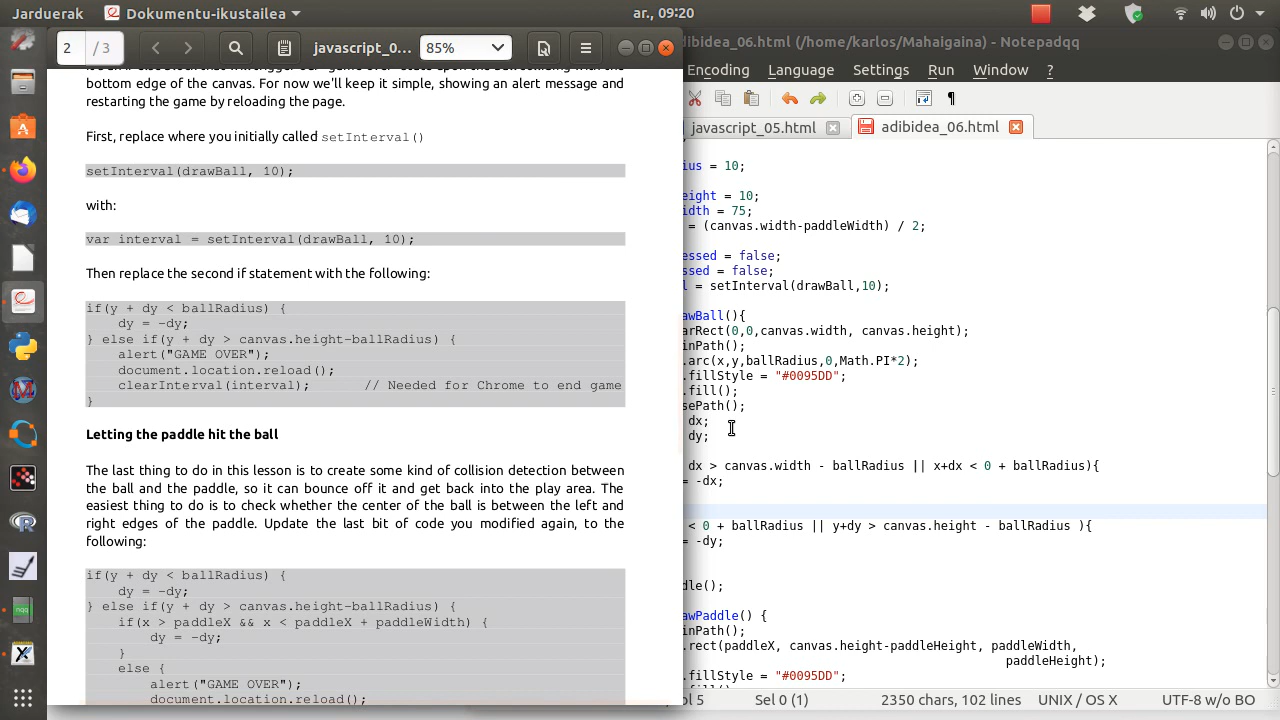 Jarduerak
Dokumentu-ikustailea
ar., 09:20
2
/ 3
javascript_0...
85%
bottom edge of the canvas. For now we'll keep it simple, showing an alert message and
restarting the game by reloading the page.
First, replace where you initially called setInterval()
setInterval(drawBall, 10);
with:
var interval = setInterval(drawBall, 10);
Then replace the second if statement with the following:
if(y + dy < ballRadius) {
dy = -dy;
} else if(y + dy > canvas.height-ballRadius) {
alert("GAME OVER");
document.location.reload();
clearInterval(interval); // Needed for Chrome to end game
}
Letting the paddle hit the ball
The last thing to do in this lesson is to create some kind of collision detection between
the ball and the paddle, so it can bounce off it and get back into the play area. The
easiest thing to do is to check whether the center of the ball is between the left and
right edges of the paddle. Update the last bit of code you modified again, to the
following:
if(y + dy < ballRadius) {
dy = -dy;
} else if(y + dy > canvas.height-ballRadius) {
if(x > paddleX && x < paddleX + paddleWidth) {
dy = -dy;
}
else {
alert("GAME OVER");
document.location.reload();
dibidea_06.html (/home/karlos/Mahaigaina) - Notepadqq
Encoding Language Settings Run Window ?
javascript_05.html
adibidea_06.html
ius = 10;
eight = 10;
idth = 75;
= (canvas.width-paddleWidth) / 2;
essed = false;
ssed = false;
l = setInterval(drawBall,10);
awBall(){
arRect(0,0,canvas.width, canvas.height);
inPath();
.arc(x,y,ballRadius,0,Math.PI*2);
.fillStyle = "#0095DD";
.fill();
sePath();
dx;
dy;
dx > canvas.width - ballRadius || x+dx < 0 + ballRadius){
= -dx;
< 0 + ballRadius || y+dy > canvas.height - ballRadius ){
= -dy;
dle();
awPaddle() {
inPath();
.rect(paddleX, canvas.height-paddleHeight, paddleWidth,
paddleHeight);
.fillStyle = "#0095DD";
ol 5
Sel 0 (1)
2350 chars, 102 lines
UNIX / OS X
UTF-8 w/o BO